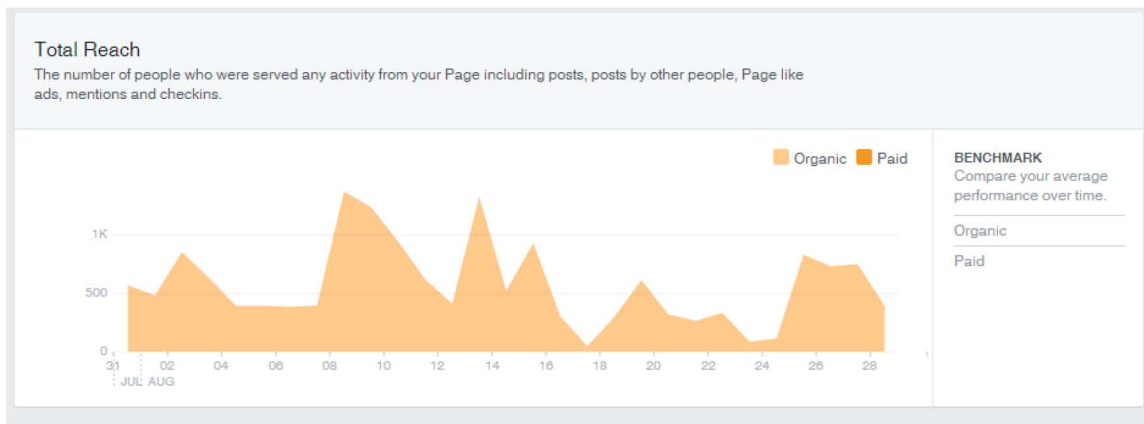 Total Reach
The number of people who were served any activity from your Page including posts, posts by other people, Page like
ads, mentions and checkins.
Organic Paid
BENCHMARK
Compare your average
performance over time.
Organic
Paid
1K
500
0
31 02 04 06 08 10 12 14 16 18 20 22 24 26 28
JUL AUG